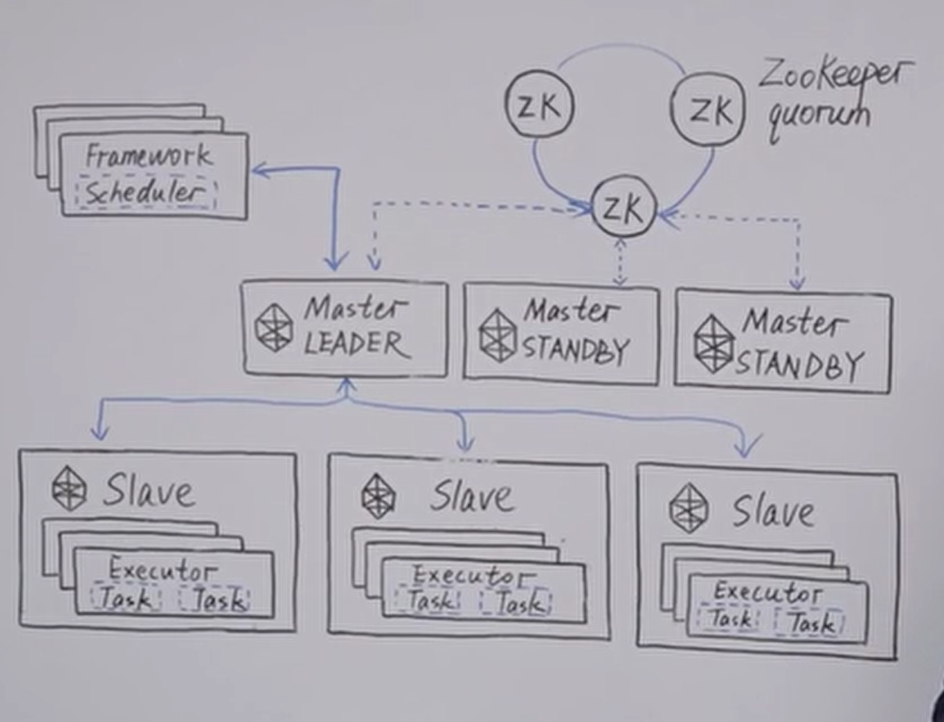 ZK
ZK
ZooKeeper
quorum
Framework
Scheduler
ZK
Master
LEADER
Master
STANDBY
Master
STANDBY
Slave
Executor
Task Task
Slave
Executor
Task Task
Slave
Executor
Task Task